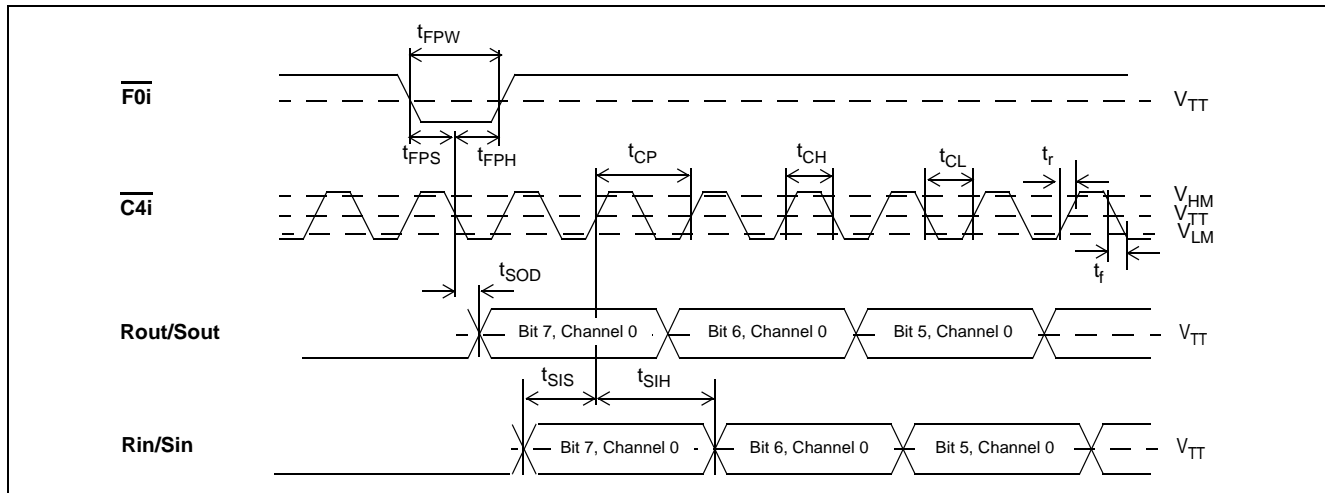 tFPW
F0i
VTT
tFPS
tFPH
tCP
tCH
tCL
tr
C4i
VHM
VTT
VLM
tSOD
tf
Rout/Sout
Bit 7, Channel 0
Bit 6, Channel 0
Bit 5, Channel 0
VTT
tSIS
tSIH
Rin/Sin
Bit 7, Channel 0
Bit 6, Channel 0
Bit 5, Channel 0
VTT